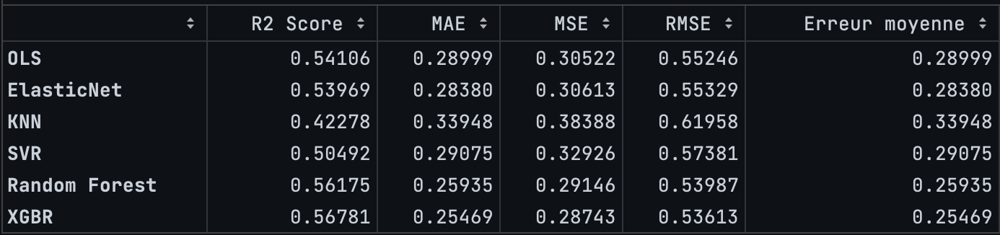 R2 Score MAE MSE RMSE Erreur moyenne
OLS 0.54106 0.28999 0.30522 0.55246 0.28999
ElasticNet 0.53969 0.28380 0.30613 0.55329 0.28380
KNN 0.42278 0.33948 0.38388 0.61958 0.33948
SVR 0.50492 0.29075 0.32926 0.57381 0.29075
Random Forest 0.56175 0.25935 0.29146 0.53987 0.25935
XGBR 0.56781 0.25469 0.28743 0.53613 0.25469